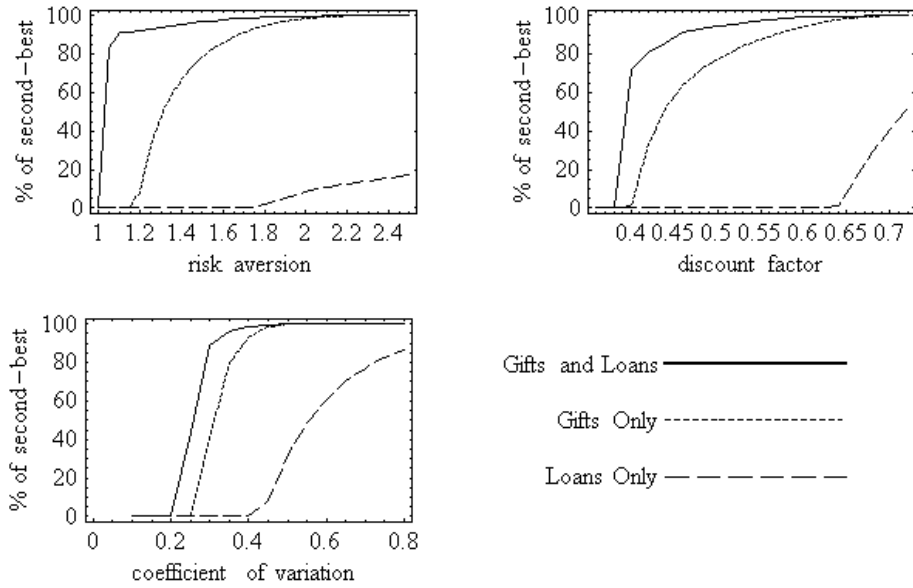 % of second-best
100
80
60
40
20
0
1 1.2 1.4 1.6 1.8 2 2.2 2.4
risk aversion
% of second-best
100
80
60
40
20
0
0.4 0.45 0.5 0.55 0.6 0.65 0.7
discount factor
% of second-best
100
80
60
40
20
0
0 0.2 0.4 0.6 0.8
coefficient of variation
Gifts and Loans
Gifts Only
Loans Only